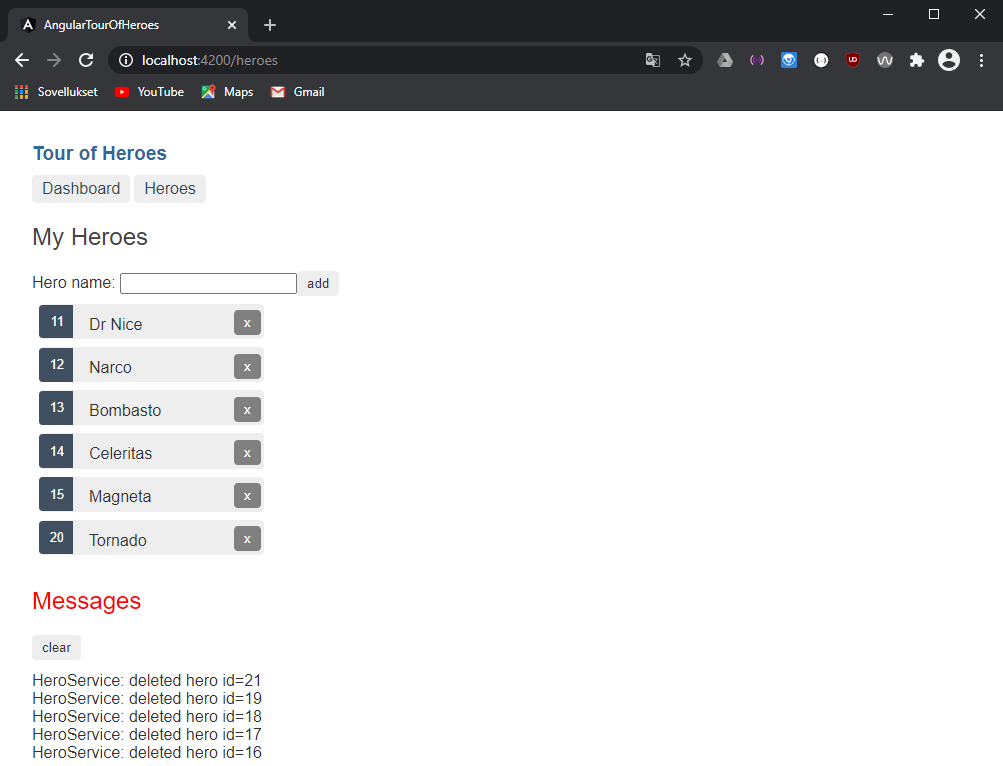 AngularTourOfHeroes
localhost:4200/heroes
Sovellukset YouTube Maps Gmail
Tour of Heroes
Dashboard Heroes
My Heroes
Hero name: add
11 Dr Nice x
12 Narco x
13 Bombasto x
14 Celeritas x
15 Magneta x
20 Tornado x
Messages
clear
HeroService: deleted hero id=21
HeroService: deleted hero id=19
HeroService: deleted hero id=18
HeroService: deleted hero id=17
HeroService: deleted hero id=16